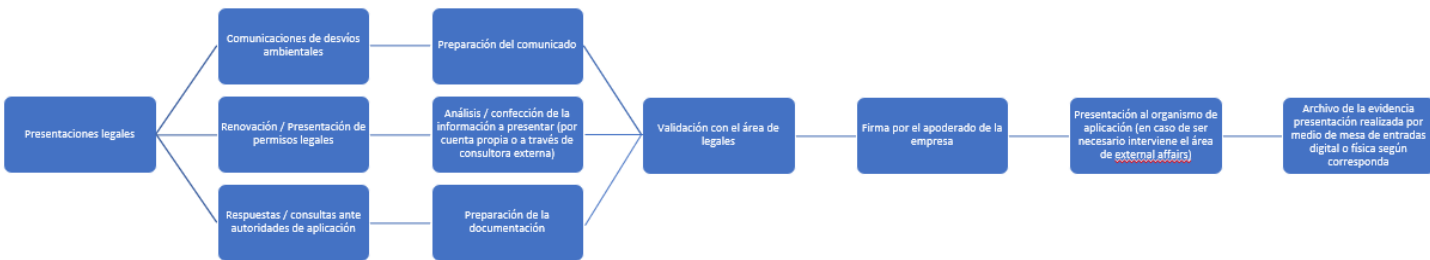 Presentaciones legales
Comunicaciones de desvíos
ambientales
Preparación del comunicado
Renovación / Presentación de
permisos legales
Análisis / confección de la
información a presentar (por
cuenta propia o a través de
consultora externa)
Respuestas / consultas ante
autoridades de aplicación
Preparación de la
documentación
Validación con el área de
legales
Firma por el apoderado de la
empresa
Presentación al organismo de
aplicación (en caso de ser
necesario interviene el área
de external affairs)
Archivo de la evidencia
presentación realizada por
medio de mesa de entradas
digital o física según
corresponda